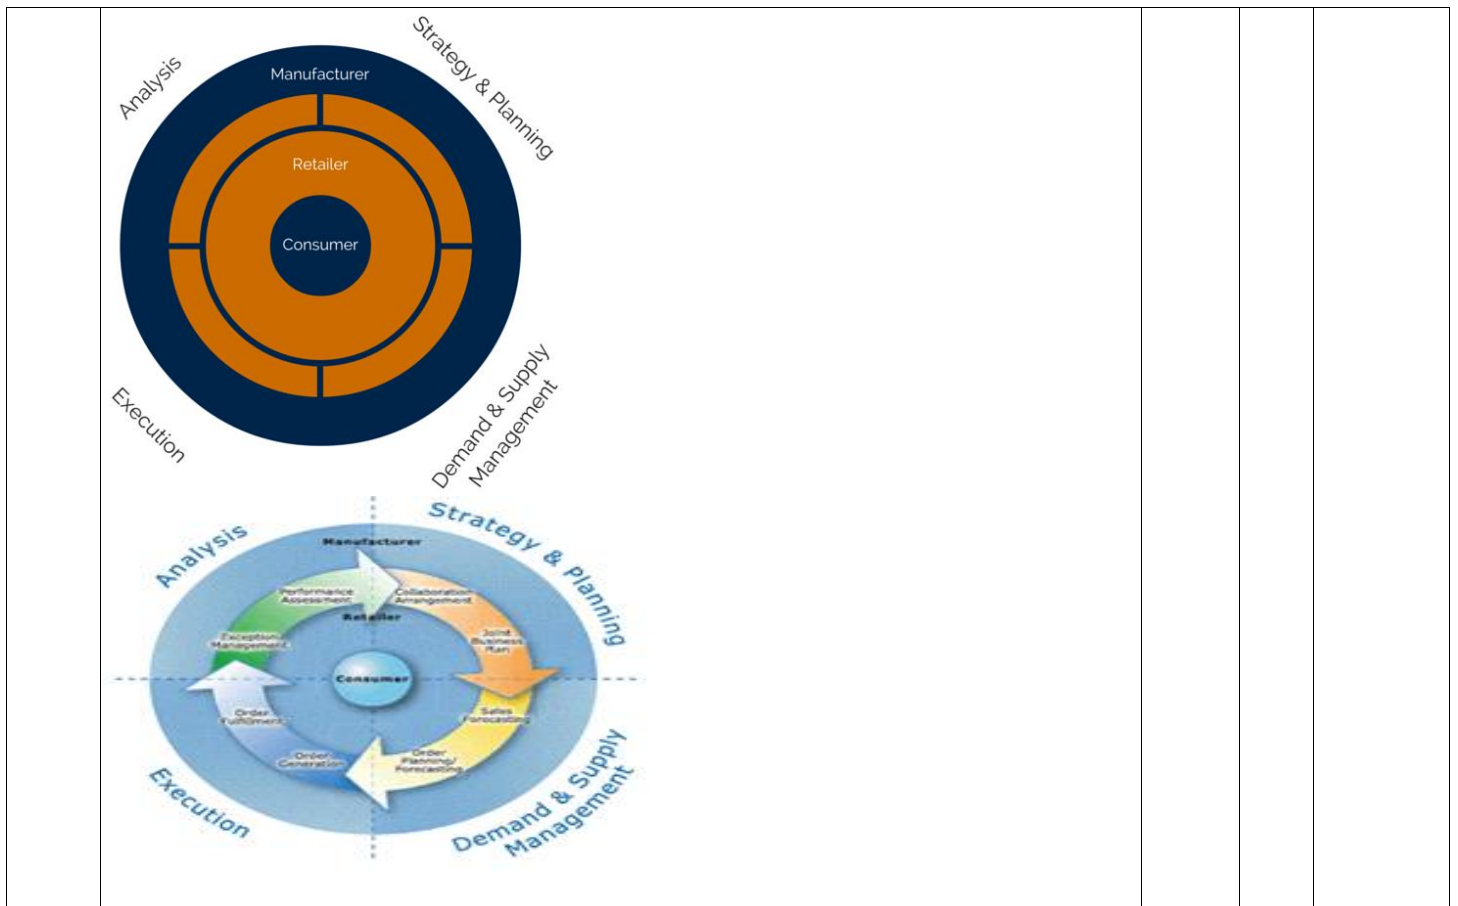 Analysis
Strategy & Planning
Manufacturer
Retailer
Consumer
Execution
Demand & Supply
Management
Analysis
Strategy & Planning
Manufacturer
Performance
Assessment
Collaboration
Arrangement
Retailer
Exception
Management
Joint
Business
Plan
Consumer
Order
Fulfillment
Sales
Forecasting
Order
Generation
Order
Planning/
Forecasting
Execution
Demand & Supply
Management